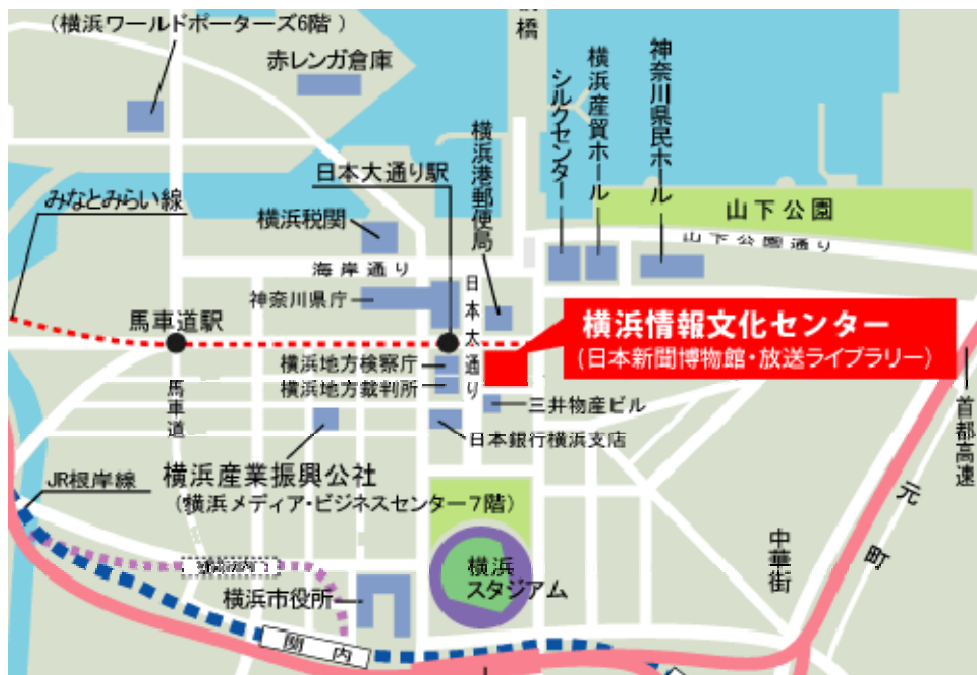 (横浜ワールドポーターズ6階)
橋
赤レンガ倉庫
シルクセンター
横浜産貿ホール
神奈川県民ホール
日本大通り駅
横浜港郵便局
みなとみらい線
山下公園
横浜税関
山下公園通り
海岸通り
神奈川県庁
日本大通り
馬車道駅
横浜情報文化センター
(日本新聞博物館・放送ライブラリー)
横浜地方検察庁
横浜地方裁判所
馬車道
三井物産ビル
首都高速
日本銀行横浜支店
横浜産業振興公社
(横浜メディア・ビジネスセンター7階)
JR根岸線
元町
中華街
横浜
スタジアム
横浜市役所
関内